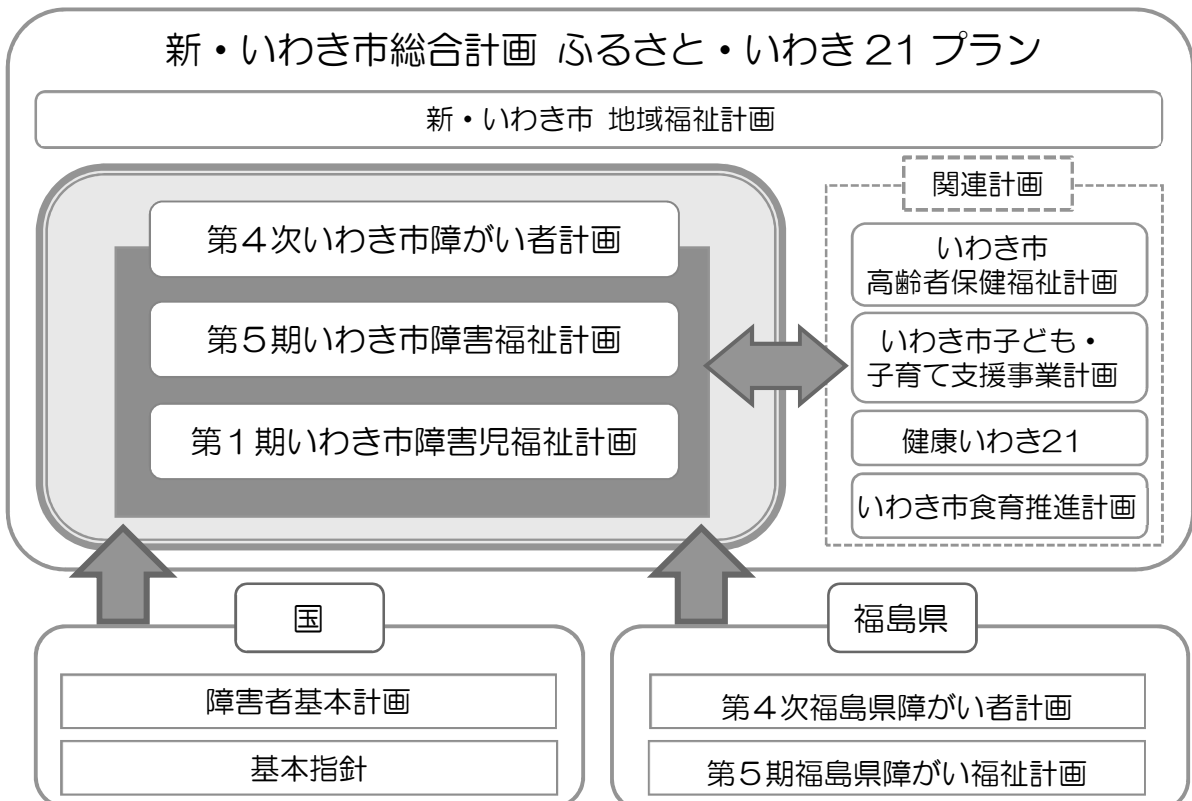 新・いわき市総合計画 ふるさと・いわき21 プラン
新・いわき市 地域福祉計画
第４次いわき市障がい者計画
第５期いわき市障害福祉計画
第１期いわき市障害児福祉計画
関連計画
いわき市
高齢者保健福祉計画
いわき市子ども・
子育て支援事業計画
健康いわき21
いわき市食育推進計画
国
障害者基本計画
基本指針
福島県
第４次福島県障がい者計画
第５期福島県障がい福祉計画